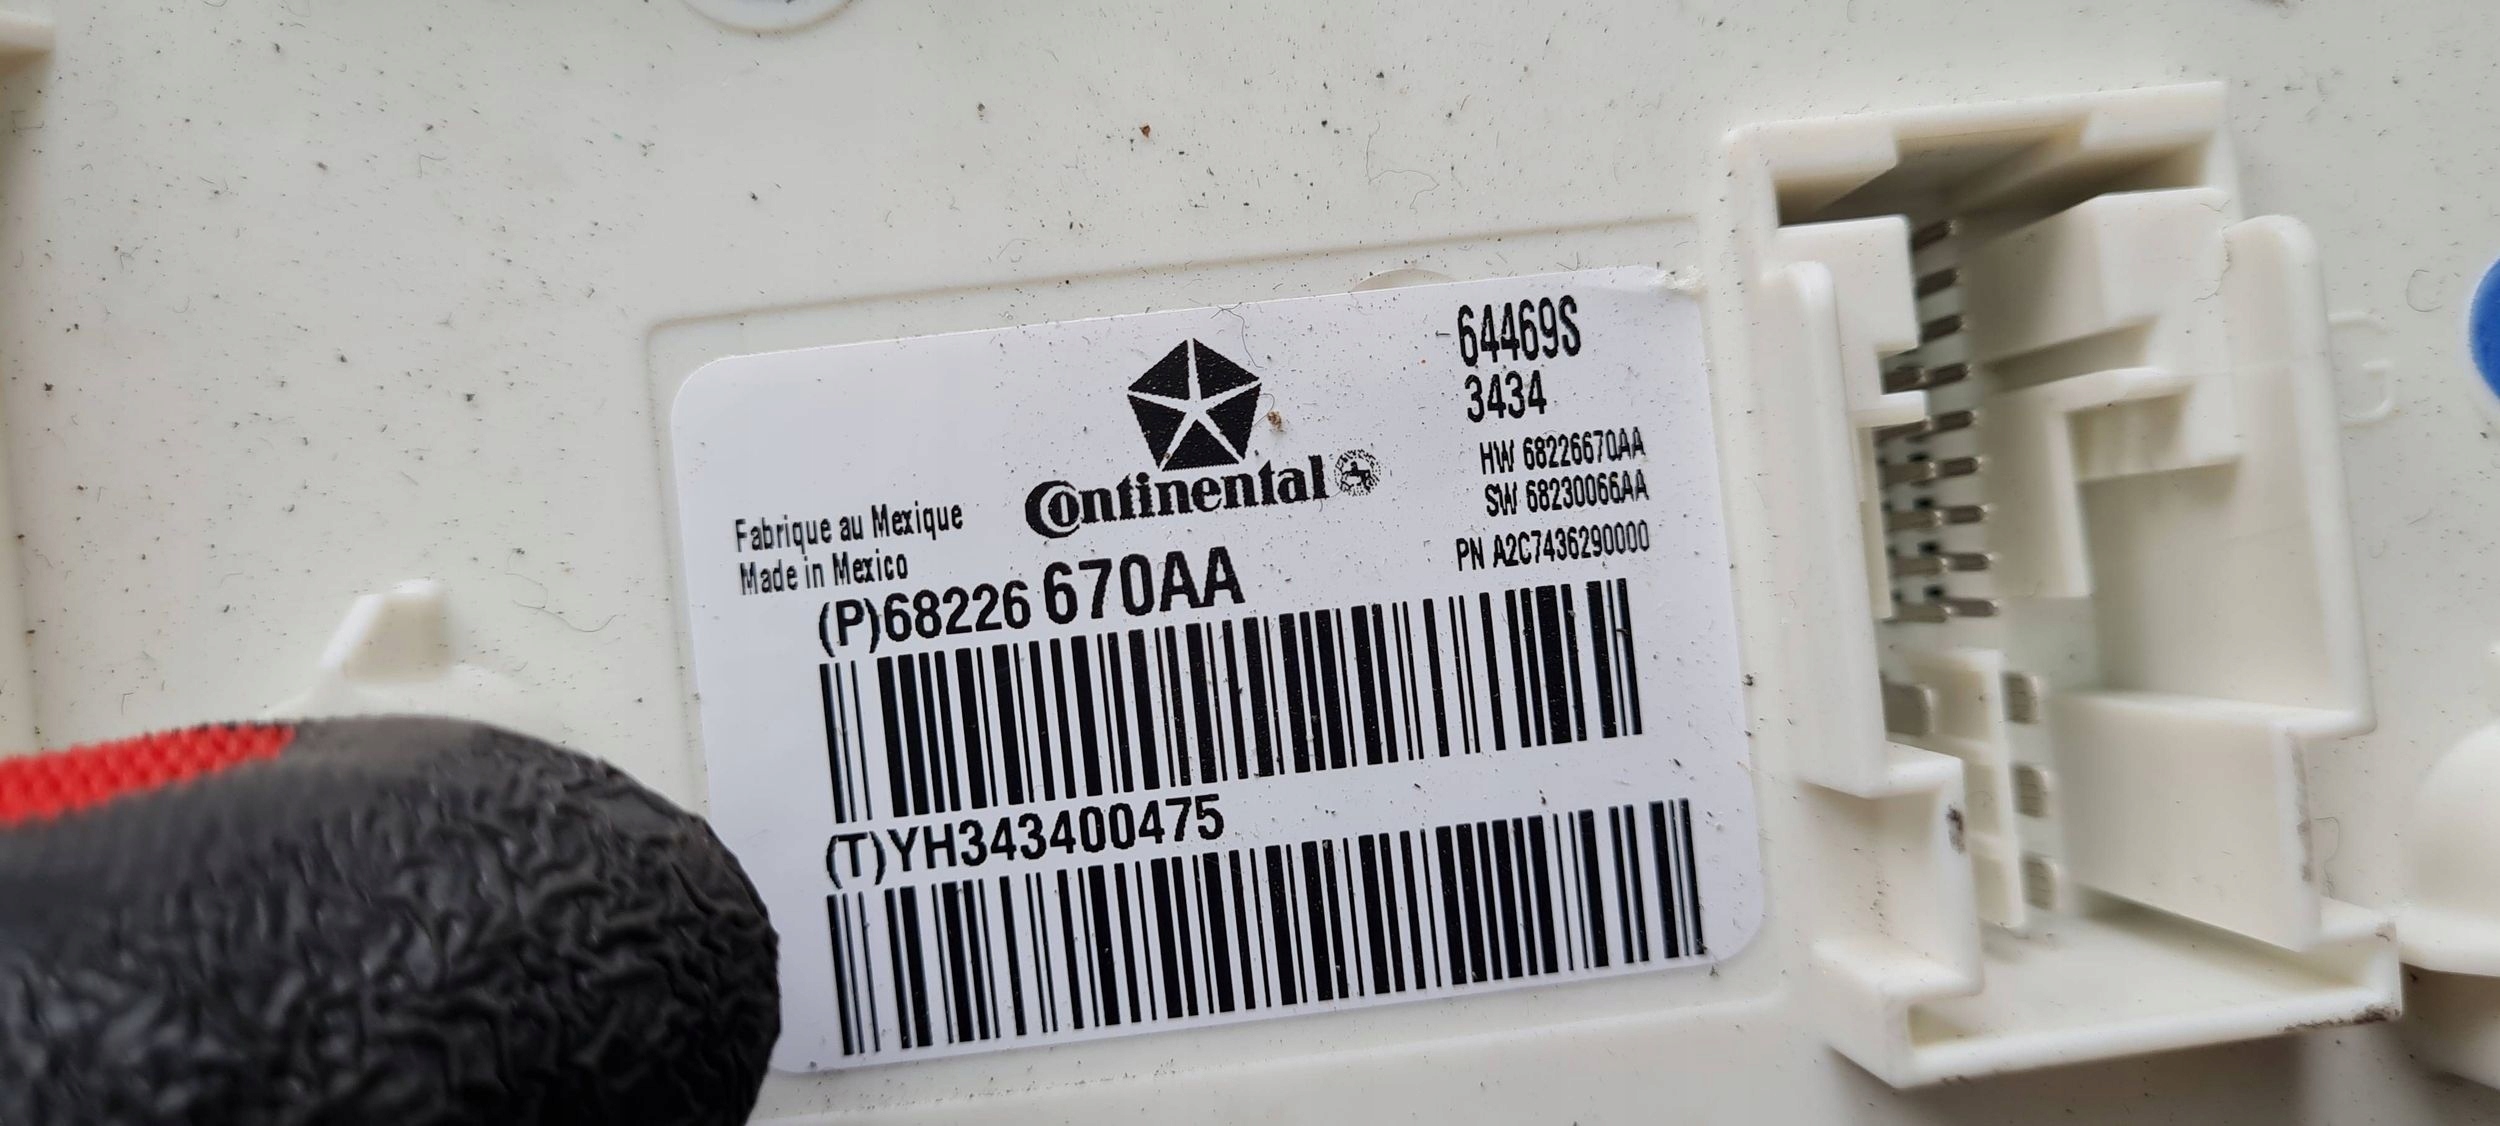 64469S
3434
HW 68226670AA
SW 68230066AA
PN A2C7436290000
Continental
Fabrique au Mexique
Made in Mexico
(P)68226 670AA
(T)YH343400475
G